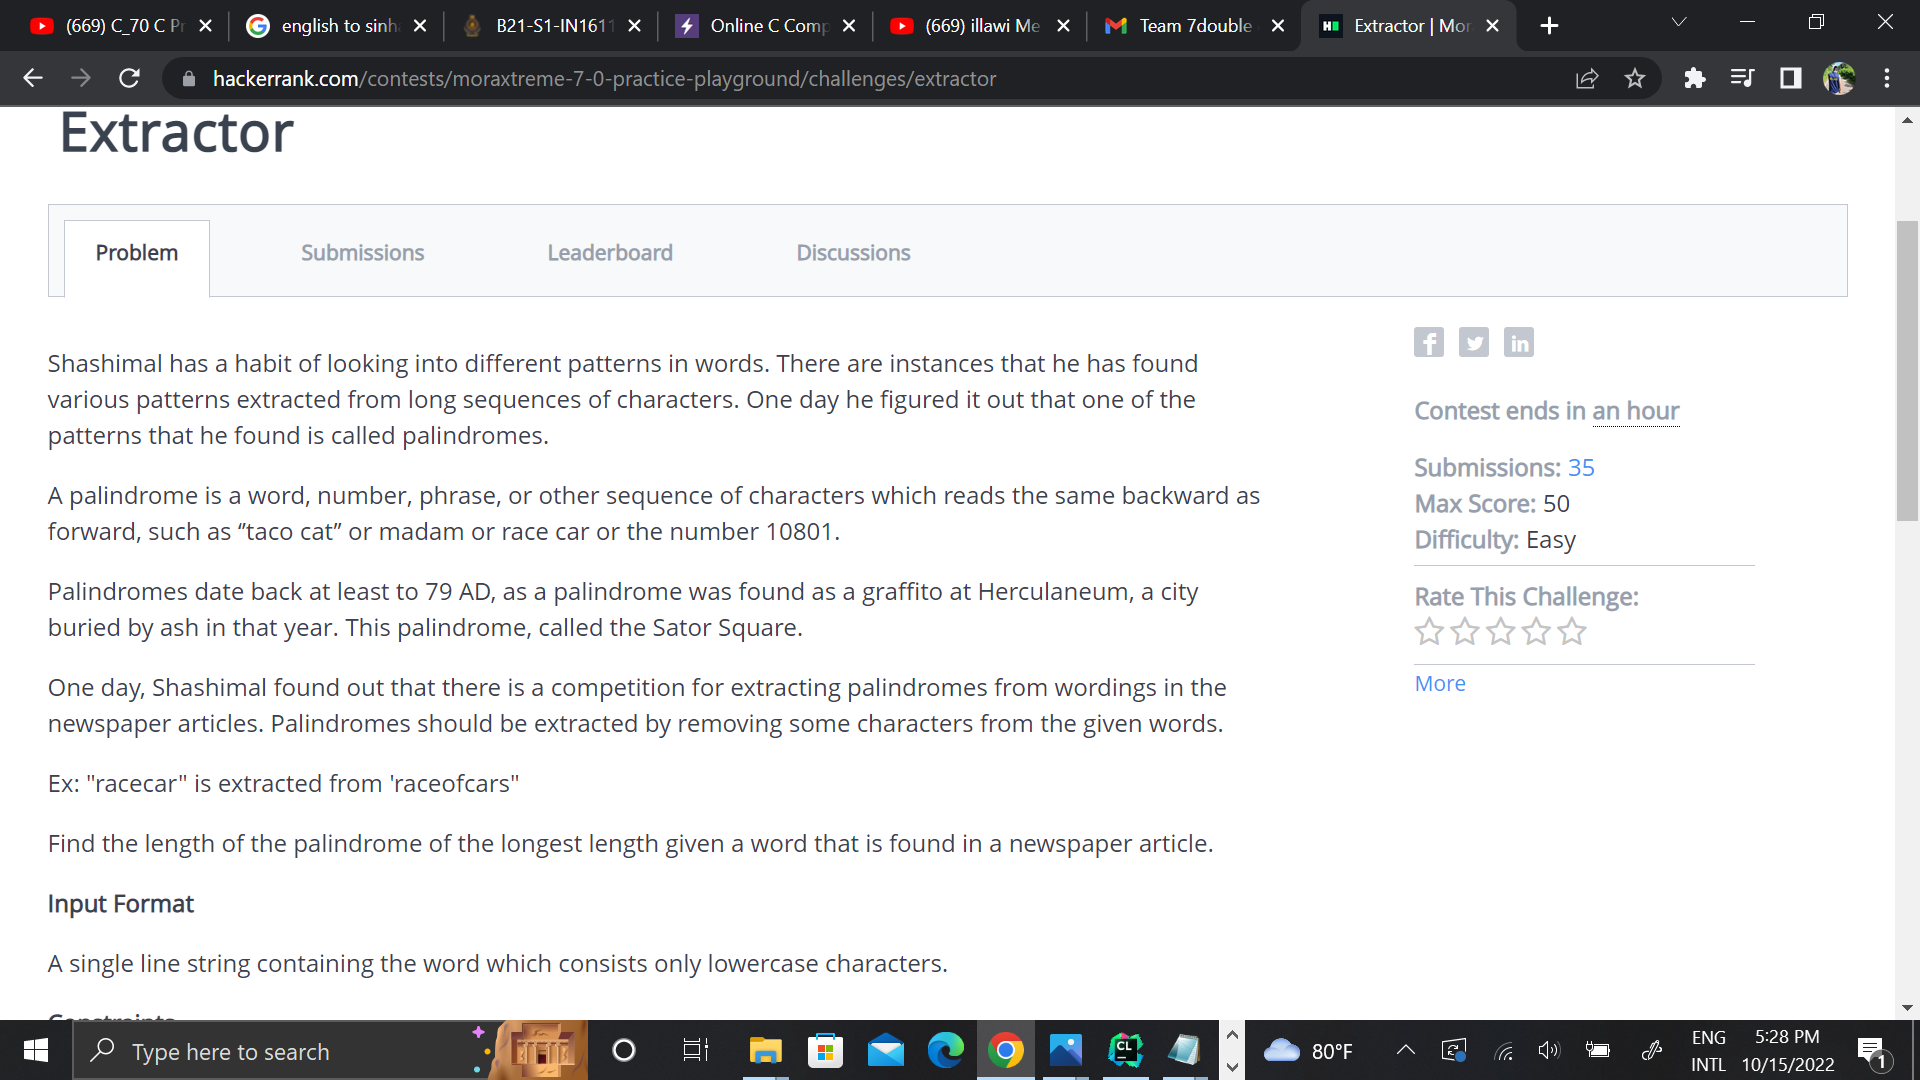 (669) C_70 C Pr
english to sinh
B21-S1-IN1611
Online C Comp
(669) illawi Me
Team 7double
Extractor | Mor
hackerrank.com/contests/moraxtreme-7-0-practice-playground/challenges/extractor
Extractor
Problem
Submissions
Leaderboard
Discussions
Shashimal has a habit of looking into different patterns in words. There are instances that he has found
various patterns extracted from long sequences of characters. One day he figured it out that one of the
patterns that he found is called palindromes.
A palindrome is a word, number, phrase, or other sequence of characters which reads the same backward as
forward, such as “taco cat” or madam or race car or the number 10801.
Palindromes date back at least to 79 AD, as a palindrome was found as a graffito at Herculaneum, a city
buried by ash in that year. This palindrome, called the Sator Square.
One day, Shashimal found out that there is a competition for extracting palindromes from wordings in the
newspaper articles. Palindromes should be extracted by removing some characters from the given words.
Ex: "racecar" is extracted from 'raceofcars"
Find the length of the palindrome of the longest length given a word that is found in a newspaper article.
Input Format
A single line string containing the word which consists only lowercase characters.
Constraints
Contest ends in an hour
Submissions: 35
Max Score: 50
Difficulty: Easy
Rate This Challenge:
More
Type here to search
CL
80°F
ENG
INTL
5:28 PM
10/15/2022
1